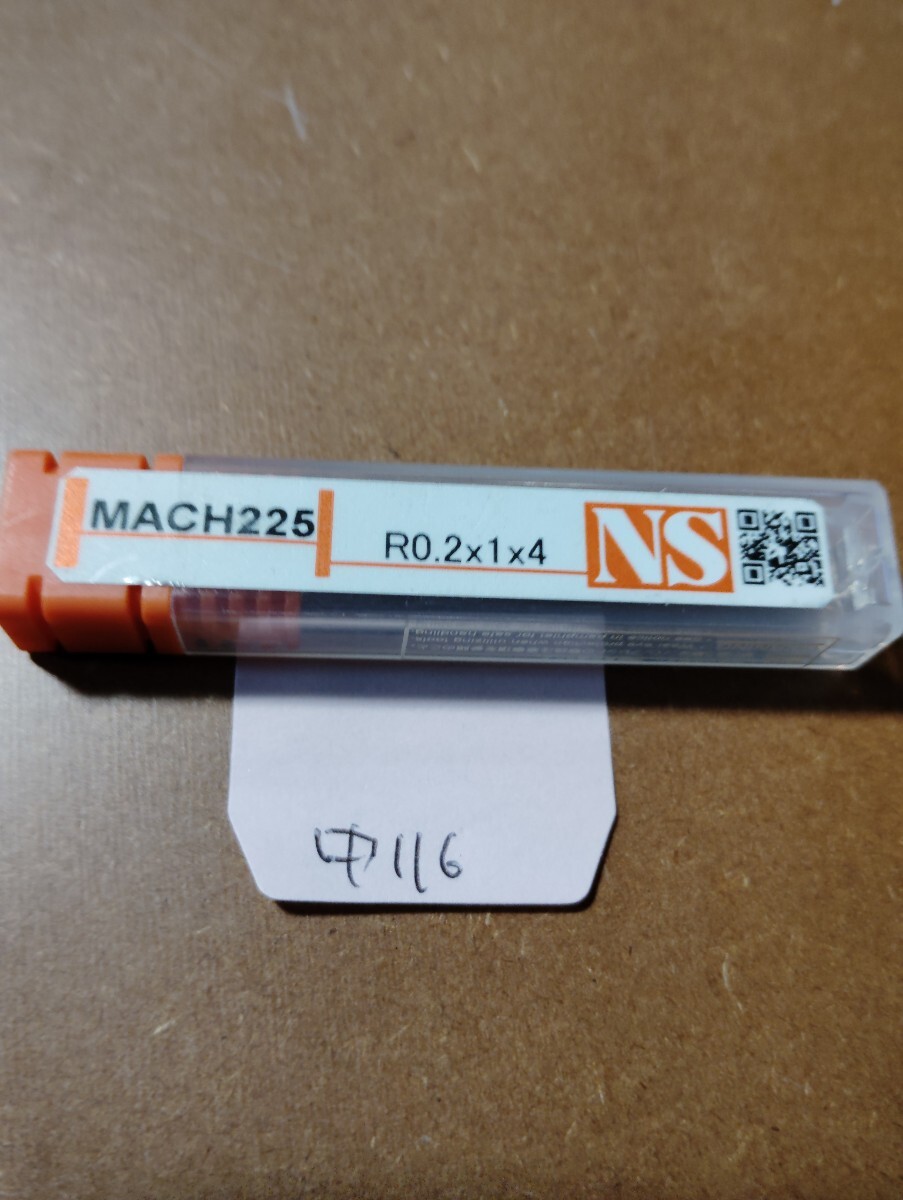 MACH225
R0.2x1x4
NS
中116